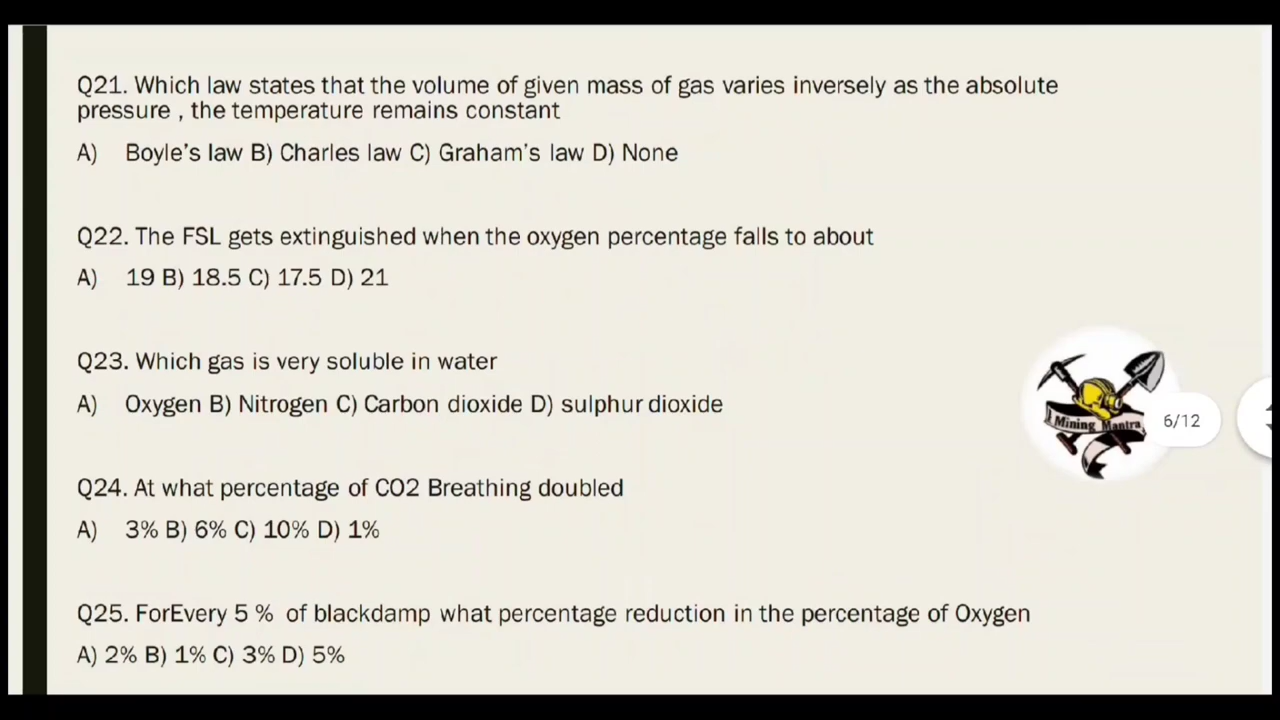 Q21. Which law states that the volume of given mass of gas varies inversely as the absolute
pressure , the temperature remains constant
A) Boyle's law B) Charles law C) Graham's law D) None
Q22. The FSL gets extinguished when the oxygen percentage falls to about
A) 19 B) 18.5 C) 17.5 D) 21
Q23. Which gas is very soluble in water
A) Oxygen B) Nitrogen C) Carbon dioxide D) sulphur dioxide
Mining Mantra
6/12
Q24. At what percentage of CO2 Breathing doubled
A) 3% B) 6% C) 10% D) 1%
Q25. ForEvery 5 % of blackdamp what percentage reduction in the percentage of Oxygen
A) 2% B) 1% C) 3% D) 5%